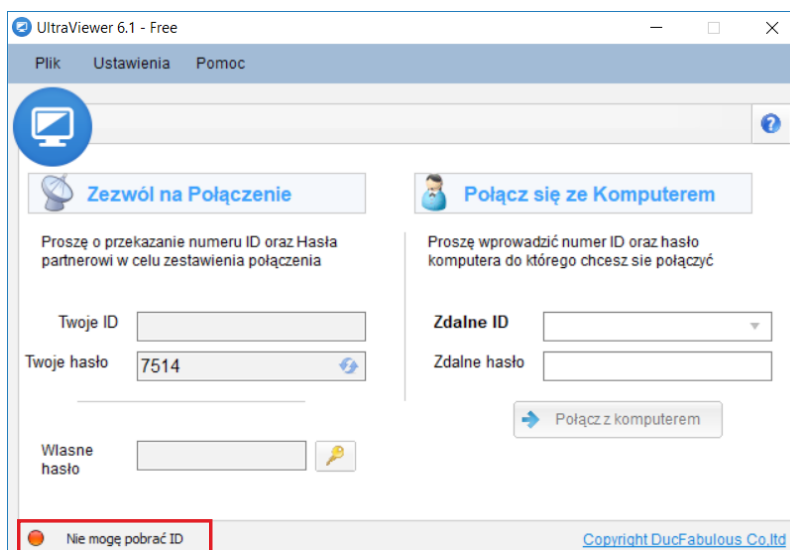 UltraViewer 6.1 - Free
Plik Ustawienia Pomoc
Zezwól na Połączenie
Proszę o przekazanie numeru ID oraz Hasła
partnerowi w celu zestawienia połączenia
Twoje ID
Twoje hasło 7514
Wlasne
hasło
Połącz się ze Komputerem
Proszę wprowadzić numer ID oraz hasło
komputera do którego chcesz sie połączyć
Zdalne ID
Zdalne hasło
Połącz z komputerem
Nie mogę pobrać ID
Copyright DucFabulous Co,ltd